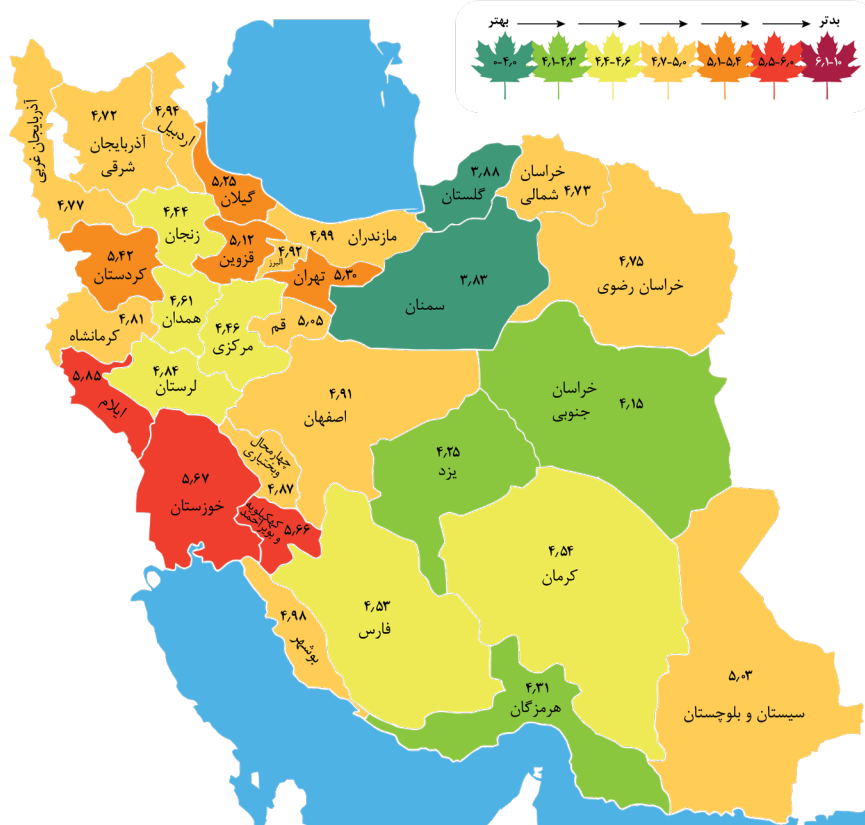 بهتر
بدتر
۰-۴٫۰
۴٫۱-۴٫۳
۴٫۴-۴٫۶
۴٫۷-۵٫۰
۵٫۱-۵٫۴
۵٫۵-۶٫۰
۶٫۱-۱۰
آذربایجان غربی
۴٫۷۷
۴٫۷۲
آذربایجان
شرقی
۴٫۹۴
اردبیل
۵٫۲۵
گیلان
۴٫۴۴
زنجان
۵٫۱۲
قزوین
۴٫۹۲
البرز
۴٫۹۹
مازندران
۵٫۳۰
تهران
۳٫۸۸
گلستان
خراسان
شمالی
۴٫۷۳
۴٫۷۵
خراسان رضوی
۳٫۸۳
سمنان
۵٫۴۲
کردستان
۴٫۶۱
همدان
۴٫۴۶
مرکزی
۵٫۰۵
قم
۴٫۸۱
کرمانشاه
۵٫۸۵
ایلام
۴٫۸۴
لرستان
۴٫۹۱
اصفهان
خراسان
جنوبی
۴٫۱۵
۴٫۲۵
یزد
چهارمحال
وبختیاری
۴٫۸۷
۵٫۶۷
خوزستان
کهکیلویه
و بویراحمد
۵٫۶۶
۴٫۵۴
کرمان
۴٫۵۳
فارس
۴٫۹۸
بوشهر
۴٫۳۱
هرمزگان
۵٫۰۳
سیستان و بلوچستان